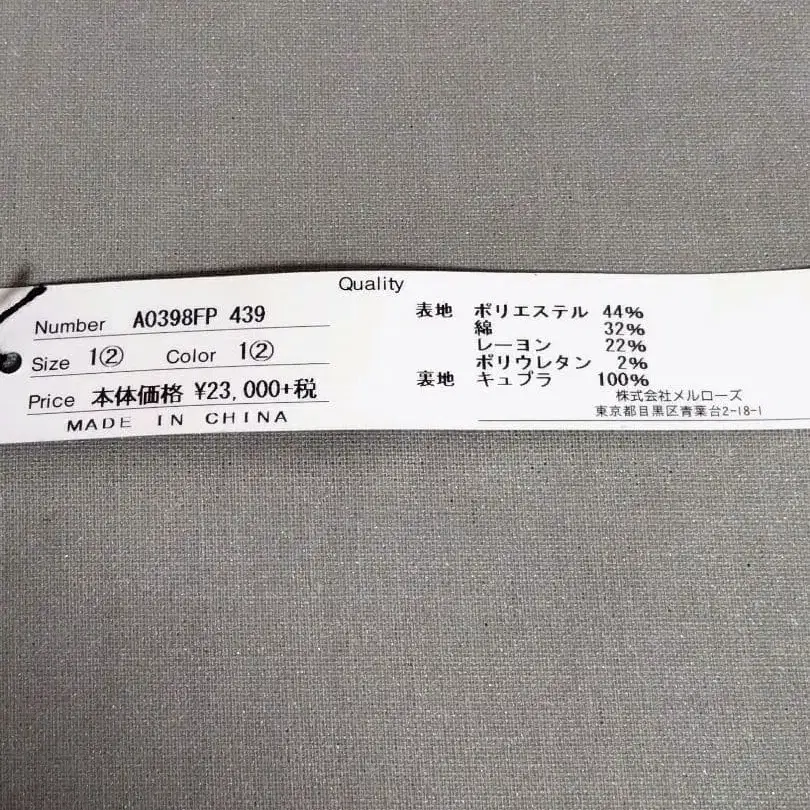 Quality
Number A0398FP 439
Size 1② Color 1②
Price 本体価格 ¥23,000+税
MADE IN CHINA
表地 ポリエステル 44%
綿 32%
レーヨン 22%
ポリウレタン 2%
裏地 キュプラ 100%
株式会社メルローズ
東京都目黒区青葉台2-18-1